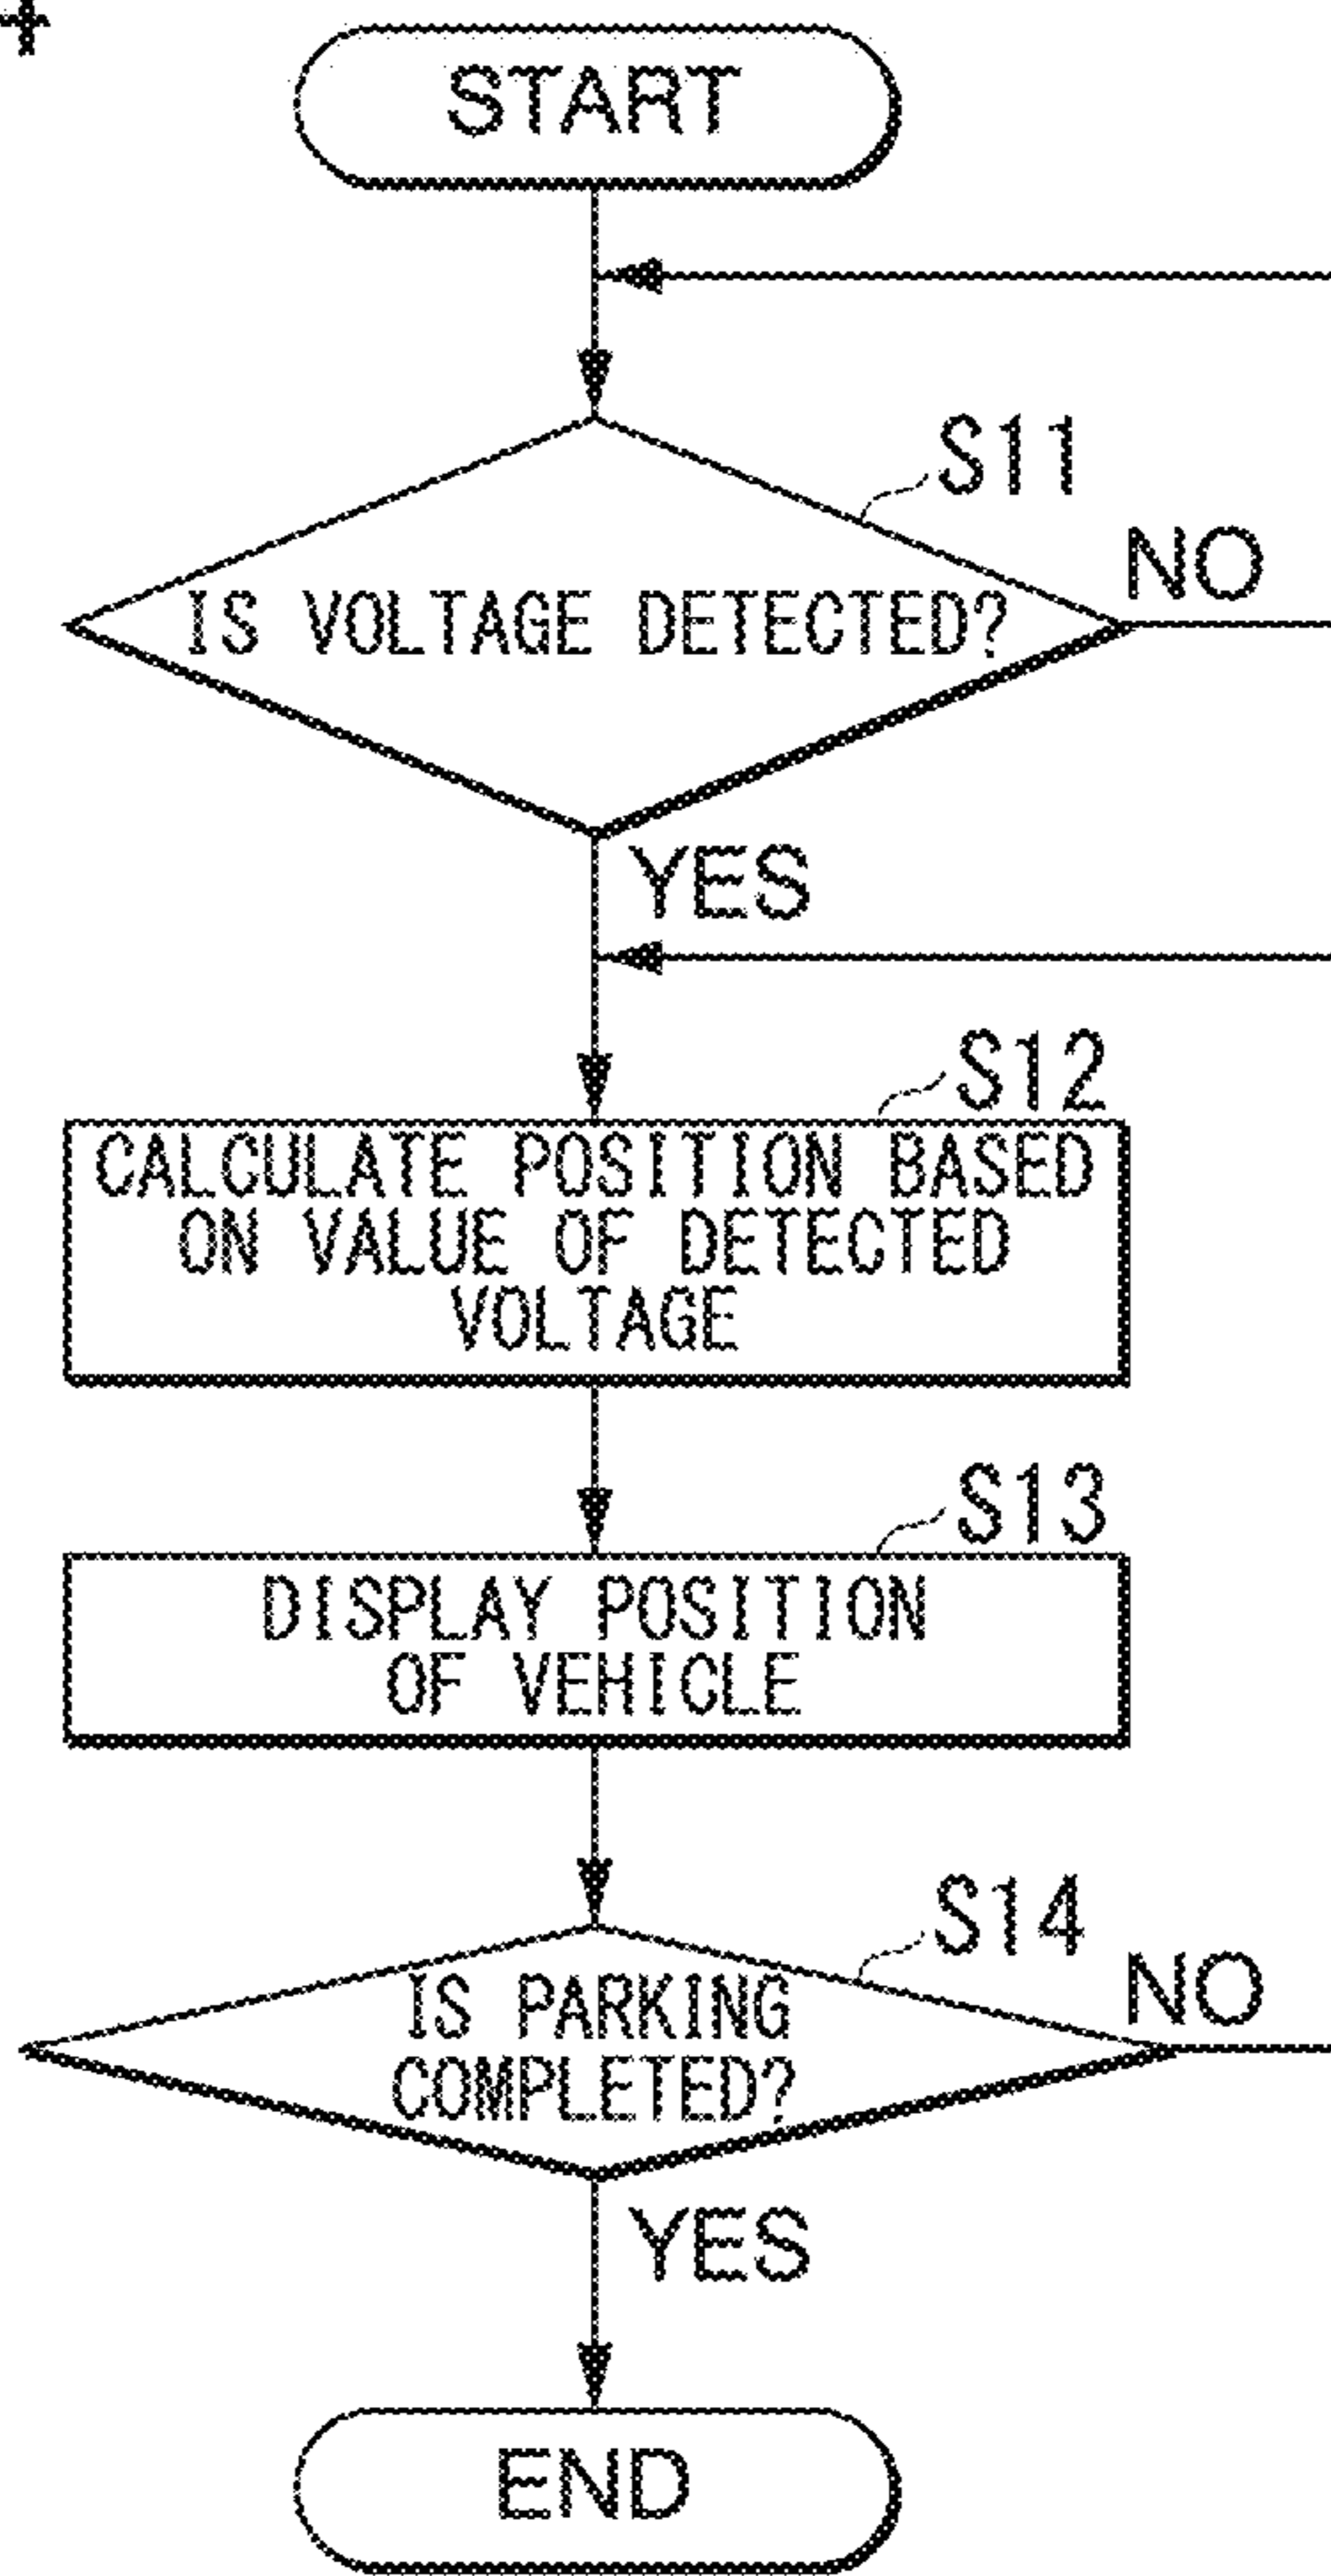 START
S11
NO
IS VOLTAGE DETECTED?
YES
S12
CALCULATE POSITION BASED
ON VALUE OF DETECTED
VOLTAGE
S13
DISPLAY POSITION
OF VEHICLE
S14
NO
IS PARKING
COMPLETED?
YES
END